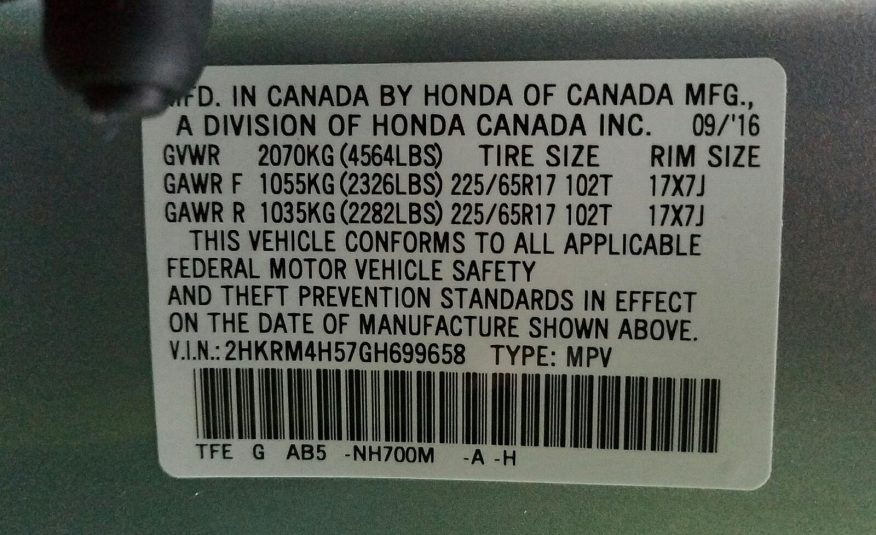 MFD. IN CANADA BY HONDA OF CANADA MFG.,
A DIVISION OF HONDA CANADA INC. 09/'16
GVWR 2070KG (4564LBS) TIRE SIZE RIM SIZE
GAWR F 1055KG (2326LBS) 225/65R17 102T 17X7J
GAWR R 1035KG (2282LBS) 225/65R17 102T 17X7J
THIS VEHICLE CONFORMS TO ALL APPLICABLE
FEDERAL MOTOR VEHICLE SAFETY
AND THEFT PREVENTION STANDARDS IN EFFECT
ON THE DATE OF MANUFACTURE SHOWN ABOVE.
V.I.N.: 2HKRM4H57GH699658 TYPE: MPV
TFE G AB5 -NH700M -A -H